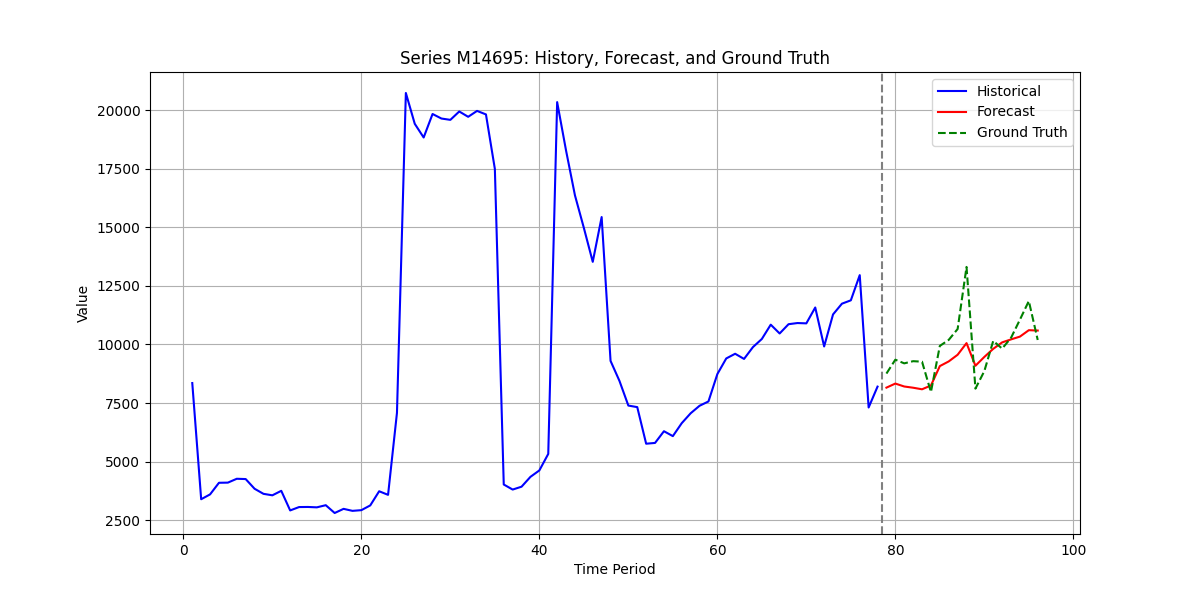 Series M14695: History, Forecast, and Ground Truth
Historical
Forecast
Ground Truth
Value
20000
17500
15000
12500
10000
7500
5000
2500
0 20 40 60 80 100
Time Period